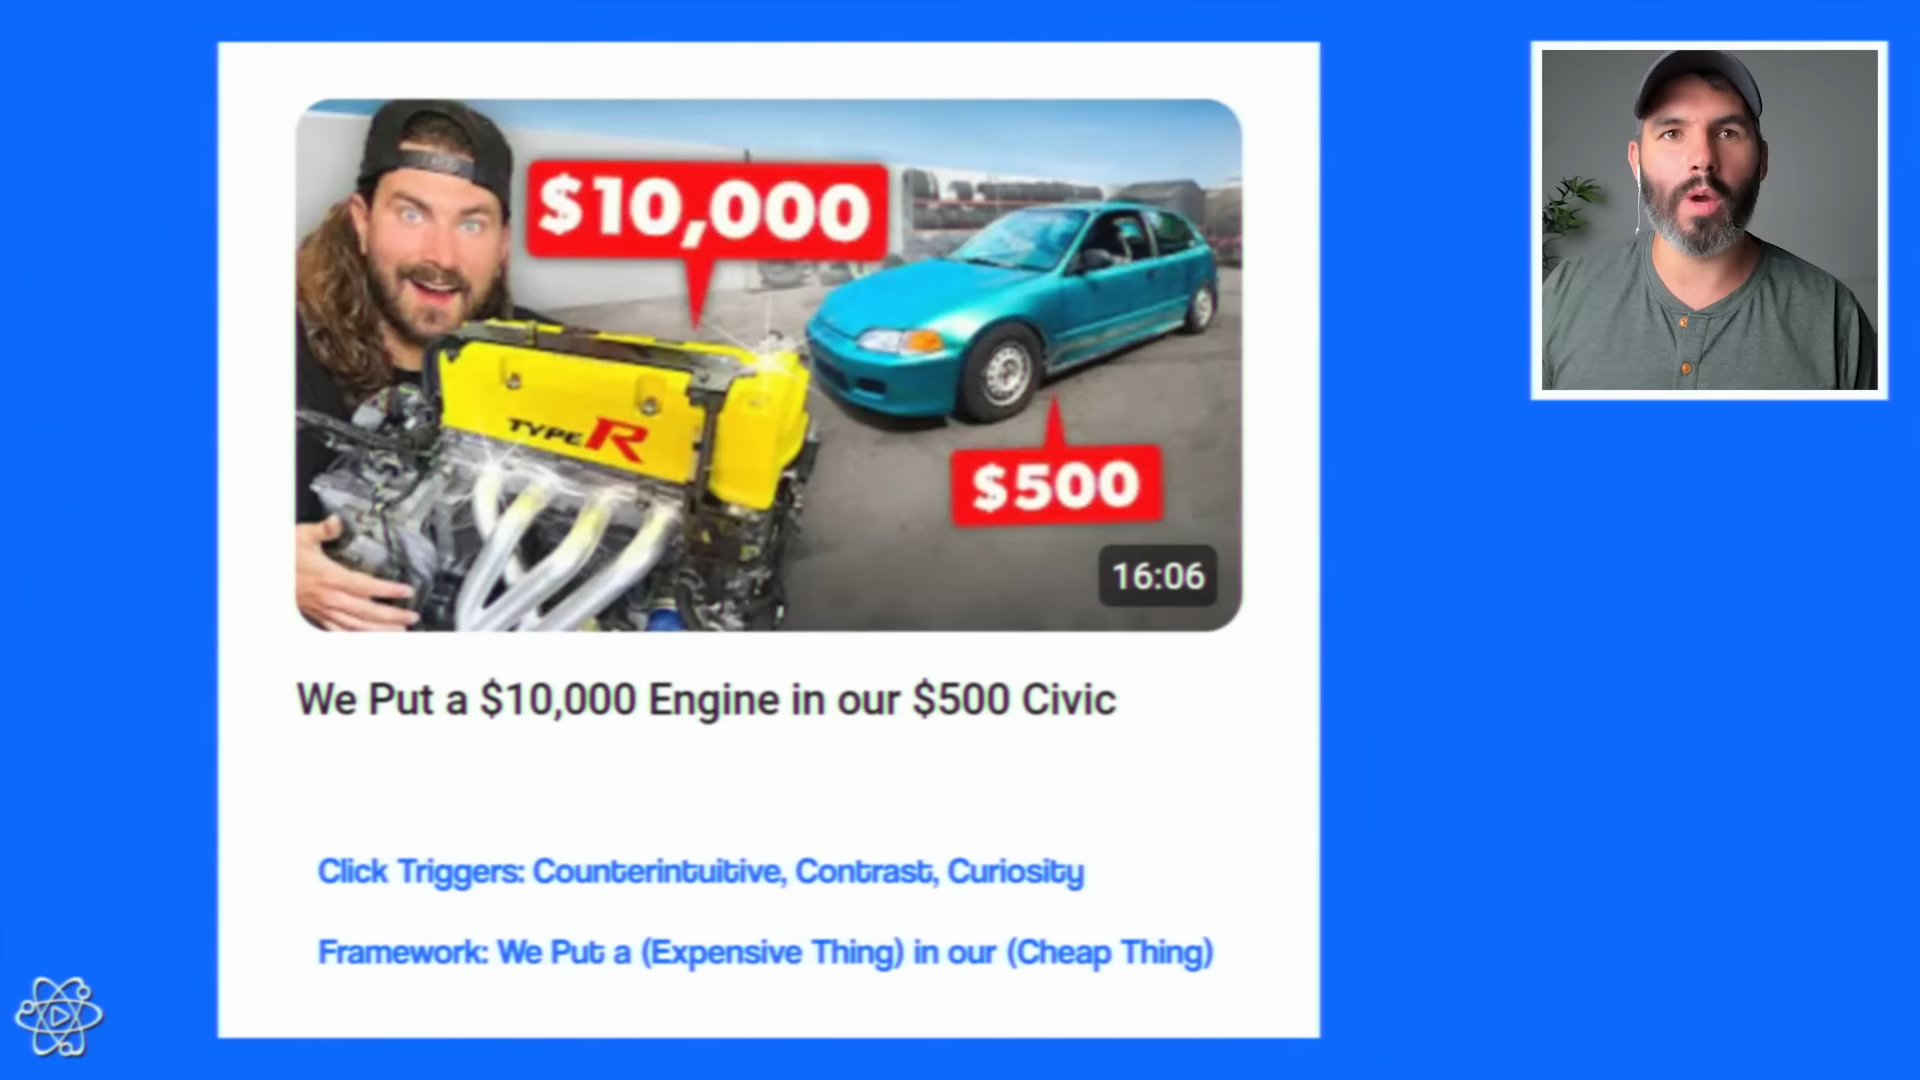 $10,000
TYPE R
$500
16:06
We Put a $10,000 Engine in our $500 Civic
Click Triggers: Counterintuitive, Contrast, Curiosity
Framework: We Put a (Expensive Thing) in our (Cheap Thing)